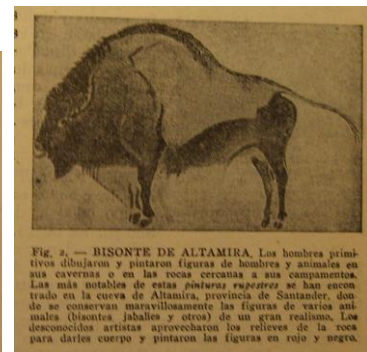 Fig. 2. — BISONTE DE ALTAMIRA. Los hombres primi-
tivos dibujaron y pintaron figuras de hombres y animales en
sus cavernas o en las rocas cercanas a sus campamentos.
Las más notables de estas pinturas rupestres se han encon
trado en la cueva de Altamira, provincia de Santander, don-
de se conservan maravillosamente las figuras de varios ani-
males (bisontes, jabalíes y otros) de un gran realismo. Los
desconocidos artistas aprovecharon los relieves de la roca
para darles cuerpo y pintaron las figuras en rojo y negro.